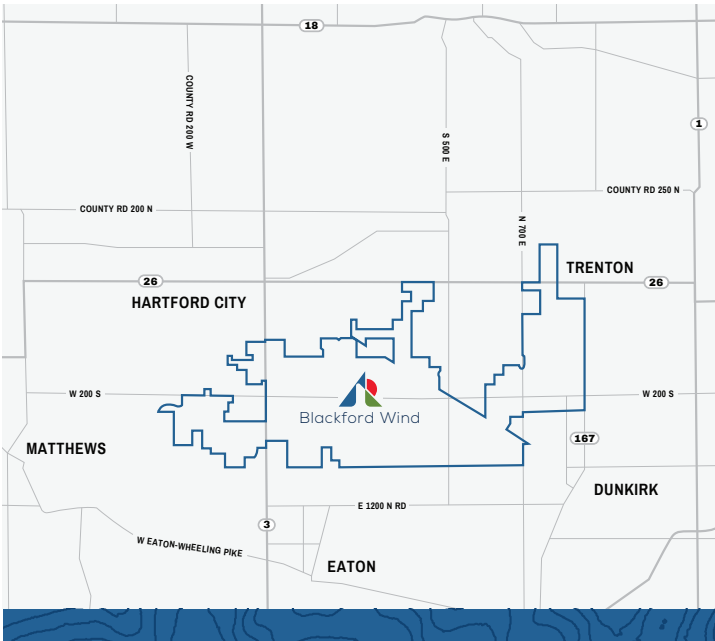 18
COUNTY RD 200 W
1
S 500 E
COUNTY RD 250 N
COUNTY RD 200 N
N 700 E
TRENTON
26
26
HARTFORD CITY
W 200 S
W 200 S
Blackford Wind
167
MATTHEWS
DUNKIRK
E 1200 N RD
3
W EATON-WHEELING PIKE
EATON